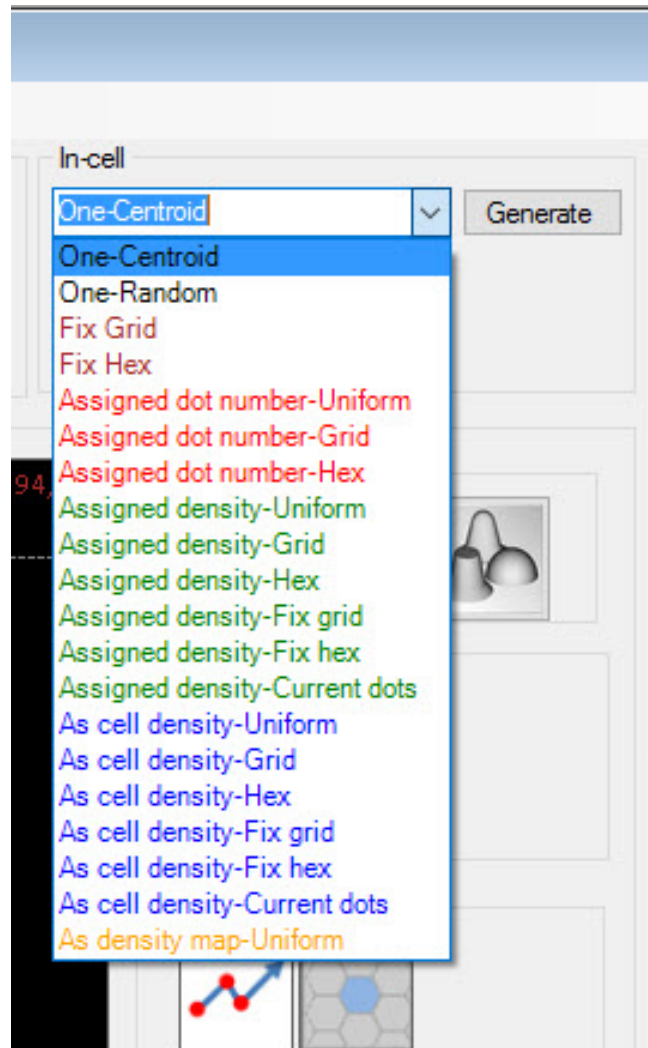 In-cell
One-Centroid
Generate
One-Centroid
One-Random
Fix Grid
Fix Hex
Assigned dot number-Uniform
Assigned dot number-Grid
Assigned dot number-Hex
94,
Assigned density-Uniform
Assigned density-Grid
Assigned density-Hex
Assigned density-Fix grid
Assigned density-Fix hex
Assigned density-Current dots
As cell density-Uniform
As cell density-Grid
As cell density-Hex
As cell density-Fix grid
As cell density-Fix hex
As cell density-Current dots
As density map-Uniform